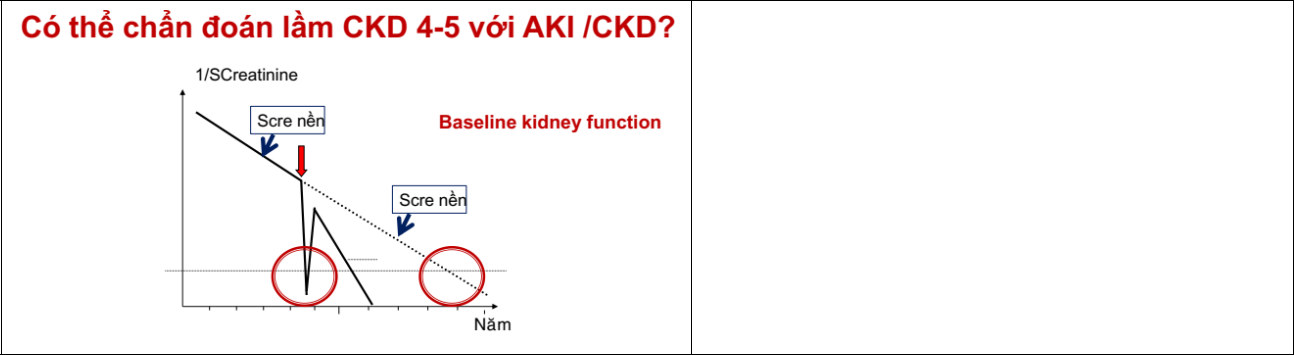 Có thể chẩn đoán lầm CKD 4-5 với AKI /CKD?
1/SCreatinine
Scre nền
Baseline kidney function
Scre nền
Năm